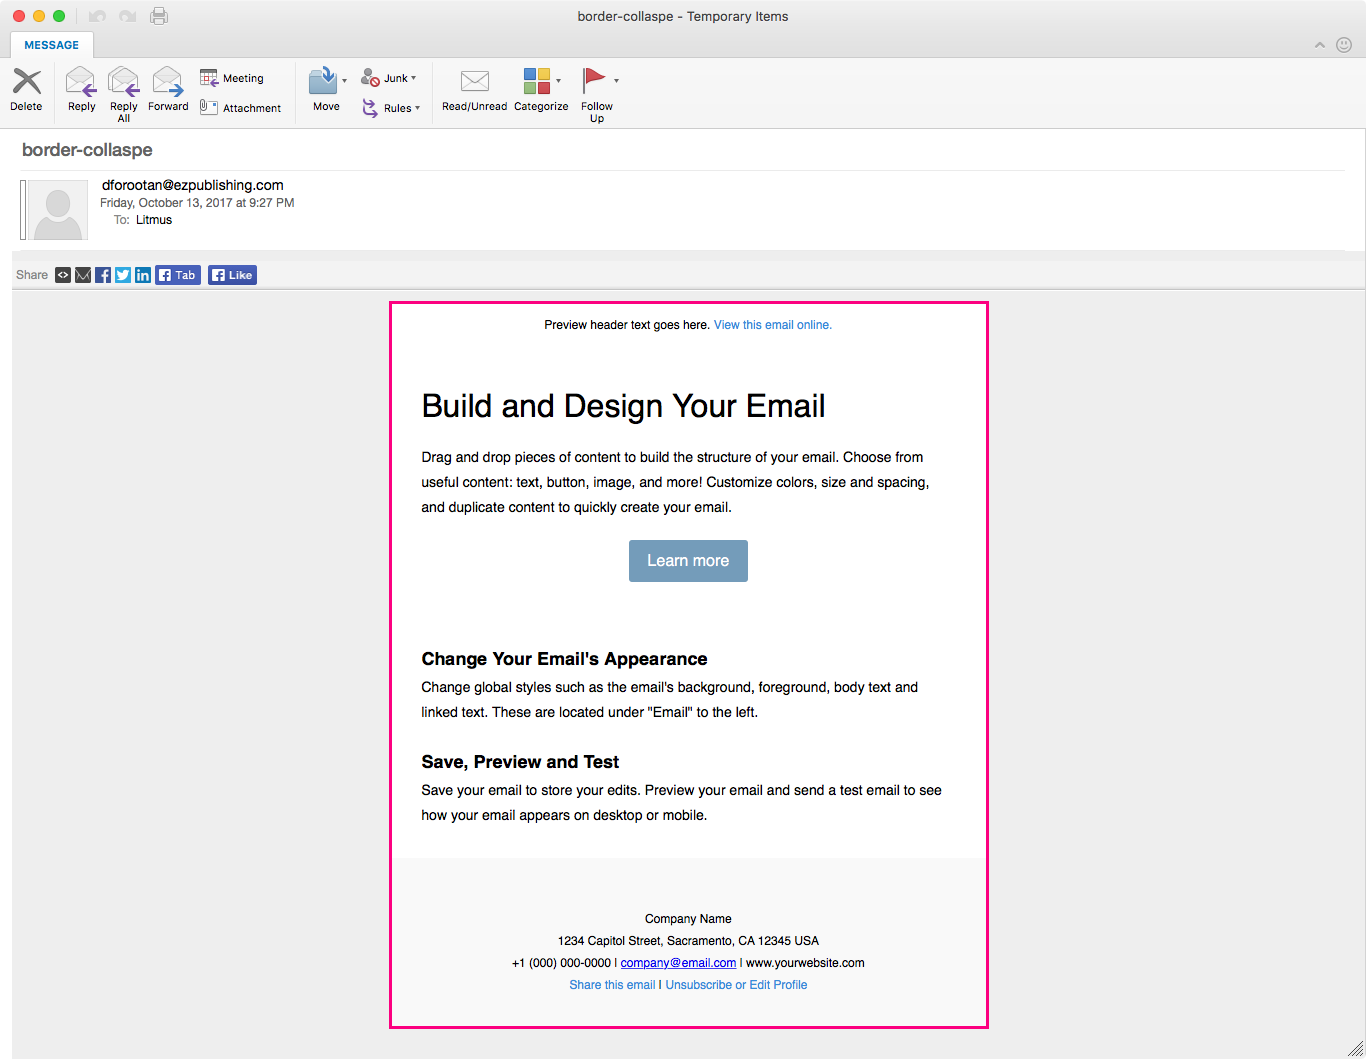 border-collaspe - Temporary Items
MESSAGE
Delete
Reply
Reply All
Forward
Meeting
Attachment
Move
Junk
Rules
Read/Unread
Categorize
Follow Up
border-collaspe
dforootan@ezpublishing.com
Friday, October 13, 2017 at 9:27 PM
To: Litmus
Share <> f in f Tab f Like
Preview header text goes here. View this email online.
Build and Design Your Email
Drag and drop pieces of content to build the structure of your email. Choose from
useful content: text, button, image, and more! Customize colors, size and spacing,
and duplicate content to quickly create your email.
Learn more
Change Your Email's Appearance
Change global styles such as the email's background, foreground, body text and
linked text. These are located under "Email" to the left.
Save, Preview and Test
Save your email to store your edits. Preview your email and send a test email to see
how your email appears on desktop or mobile.
Company Name
1234 Capitol Street, Sacramento, CA 12345 USA
+1 (000) 000-0000 | company@email.com | www.yourwebsite.com
Share this email | Unsubscribe or Edit Profile